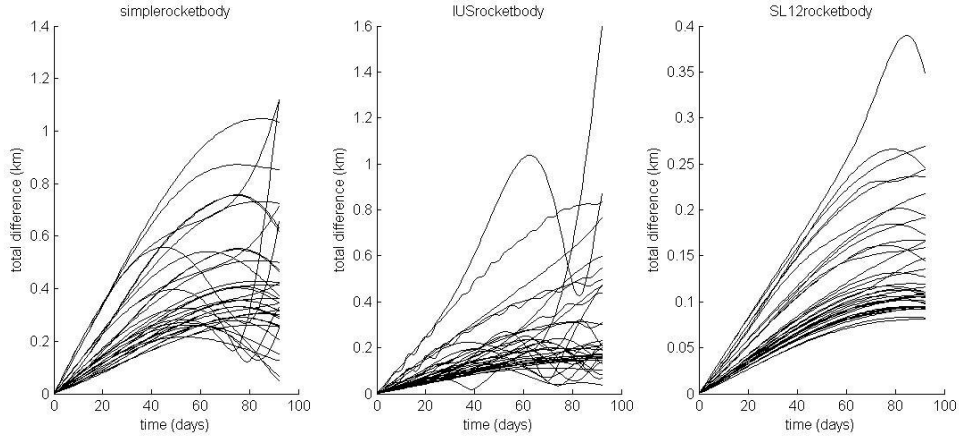 simplerocketbody
1.4
1.2
1
0.8
0.6
0.4
0.2
0
total difference (km)
0 20 40 60 80 100
time (days)
IUSrocketbody
1.6
1.4
1.2
1
0.8
0.6
0.4
0.2
0
total difference (km)
0 20 40 60 80 100
time (days)
SL12rocketbody
0.4
0.35
0.3
0.25
0.2
0.15
0.1
0.05
0
total difference (km)
0 20 40 60 80 100
time (days)